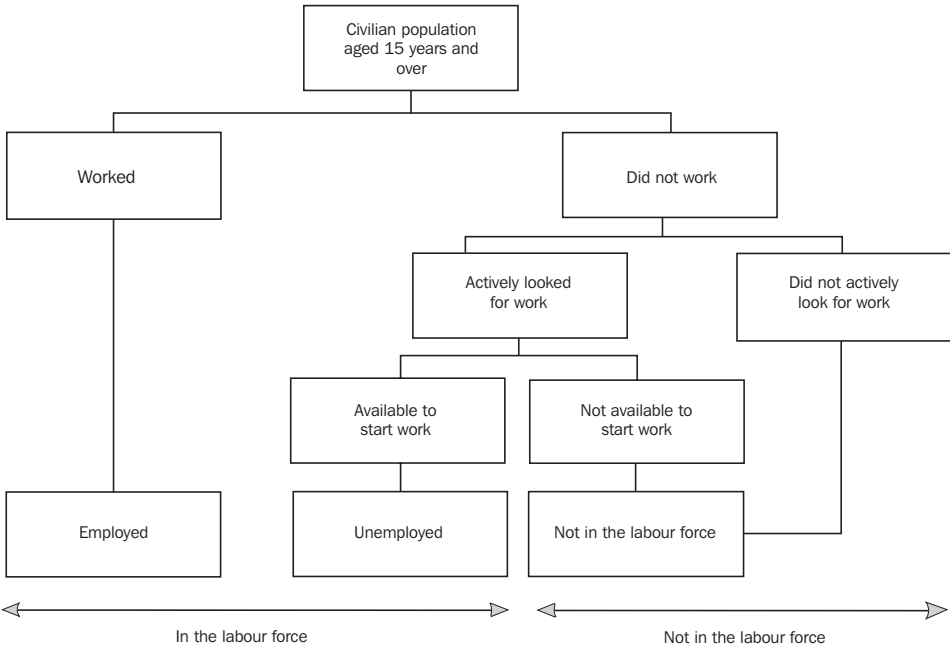 Civilian population
aged 15 years and
over
Worked
Did not work
Actively looked
for work
Did not actively
look for work
Available to
start work
Not available to
start work
Employed
Unemployed
Not in the labour force
In the labour force
Not in the labour force